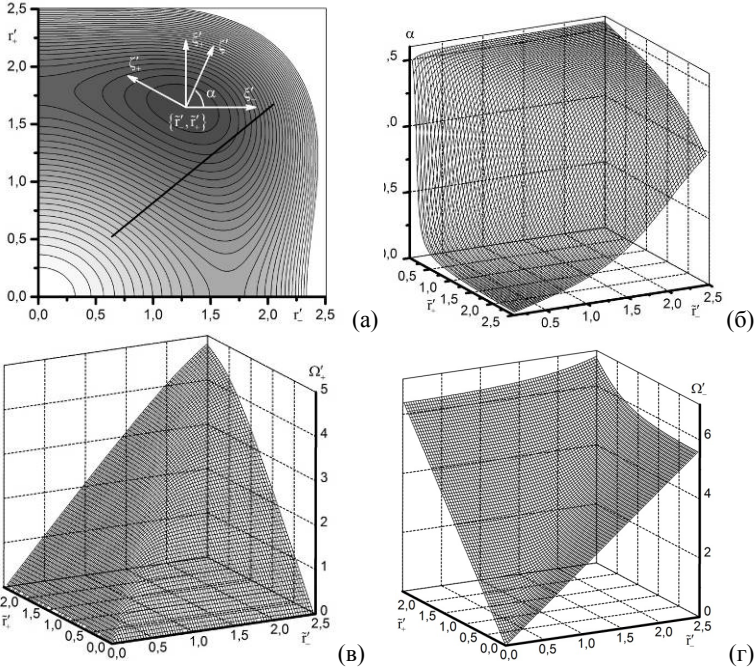 2,5
r′₊
2,0
1,5
1,0
0,5
0,0
ζ′₊
ξ′₊
ζ′₋
α
ξ′₋
{r̃′₋, r̃′₊}
0,0 0,5 1,0 1,5 2,0 2,5
r′₋
(а)
α
,5
,0
,5
,0
0,5 1,0 1,5 2,0 2,5
r̃′₊
0,5 1,0 1,5 2,0 2,5
r̃′₋
(б)
Ω′₊
5
4
3
2
1
0
2,0 1,5 1,0 0,5 0,0
r̃′₊
0,0 0,5 1,0 1,5 2,0 2,5
r̃′₋
(в)
Ω′₋
6
4
2
0
2,0 1,5 1,0 0,5 0,0
r̃′₊
0,0 0,5 1,0 1,5 2,0 2,5
r̃′₋
(г)